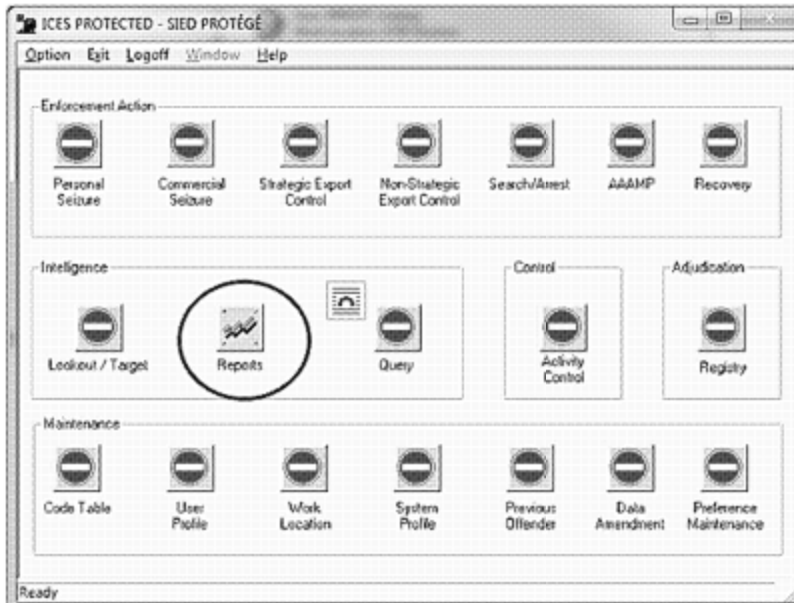 ICES PROTECTED - SIED PROTÉGÉ
Option Exit Logoff Window Help
Enforcement Action
Personal Seizure
Commercial Seizure
Strategic Export Control
Non-Strategic Export Control
Search/Arrest
AAAMP
Recovery
Intelligence
Lookout / Target
Reports
Query
Control
Activity Control
Adjudication
Registry
Maintenance
Code Table
User Profile
Work Location
System Profile
Previous Offender
Data Amendment
Preference Maintenance
Ready